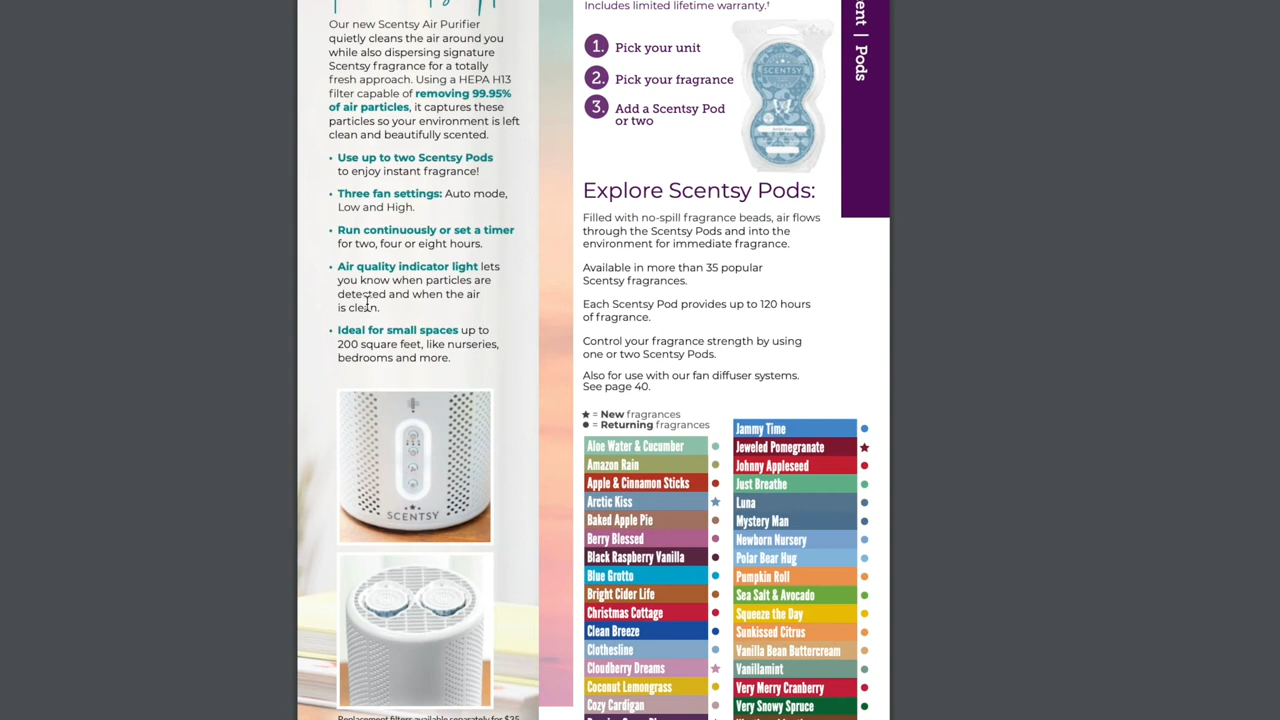 Our new Scentsy Air Purifier
quietly cleans the air around you
while also dispersing signature
Scentsy fragrance for a totally
fresh approach. Using a HEPA H13
filter capable of removing 99.95%
of air particles, it captures these
particles so your environment is left
clean and beautifully scented.
• Use up to two Scentsy Pods
to enjoy instant fragrance!
• Three fan settings: Auto mode,
Low and High.
• Run continuously or set a timer
for two, four or eight hours.
• Air quality indicator light lets
you know when particles are
detected and when the air
is clean.
• Ideal for small spaces up to
200 square feet, like nurseries,
bedrooms and more.
SCENTSY
Replacement filters available separately for $35
Includes limited lifetime warranty.†
1. Pick your unit
2. Pick your fragrance
3. Add a Scentsy Pod
or two
SCENTSY
Explore Scentsy Pods:
Filled with no-spill fragrance beads, air flows
through the Scentsy Pods and into the
environment for immediate fragrance.
Available in more than 35 popular
Scentsy fragrances.
Each Scentsy Pod provides up to 120 hours
of fragrance.
Control your fragrance strength by using
one or two Scentsy Pods.
Also for use with our fan diffuser systems.
See page 40.
★ = New fragrances
● = Returning fragrances
Aloe Water & Cucumber
Amazon Rain
Apple & Cinnamon Sticks
Arctic Kiss
Baked Apple Pie
Berry Blessed
Black Raspberry Vanilla
Blue Grotto
Bright Cider Life
Christmas Cottage
Clean Breeze
Clothesline
Cloudberry Dreams
Coconut Lemongrass
Cozy Cardigan
Jammy Time
Jeweled Pomegranate
Johnny Appleseed
Just Breathe
Luna
Mystery Man
Newborn Nursery
Polar Bear Hug
Pumpkin Roll
Sea Salt & Avocado
Squeeze the Day
Sunkissed Citrus
Vanilla Bean Buttercream
Vanillamint
Very Merry Cranberry
Very Snowy Spruce
ent | Pods